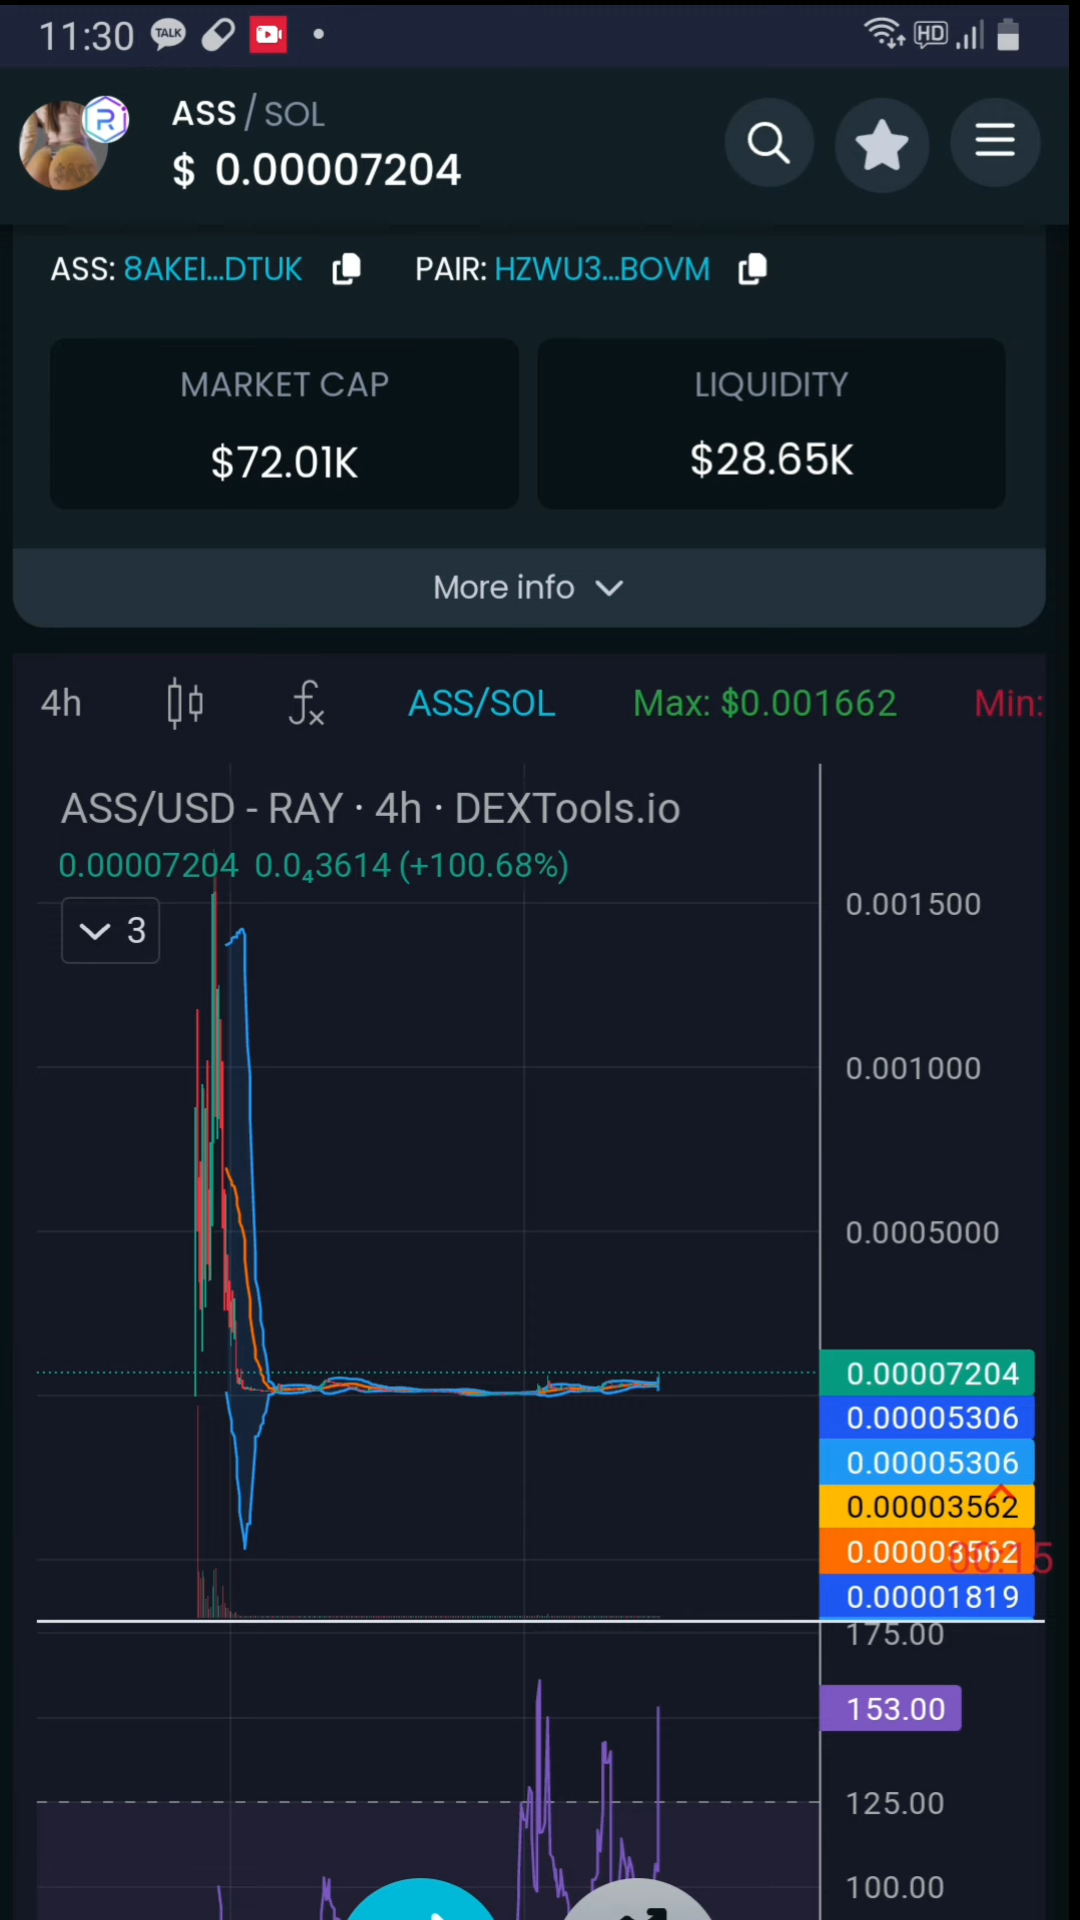 11:30 TALK HD
ASS / SOL
$ 0.00007204
ASS: 8AKEI...DTUK PAIR: HZWU3...BOVM
MARKET CAP
$72.01K
LIQUIDITY
$28.65K
More info
4h fx ASS/SOL Max: $0.001662 Min:
ASS/USD - RAY · 4h · DEXTools.io
0.00007204 0.0₄3614 (+100.68%)
3
0.001500
0.001000
0.0005000
0.00007204
0.00005306
0.00005306
0.00003562
0.00003562
0.00001819
175.00
153.00
125.00
100.00